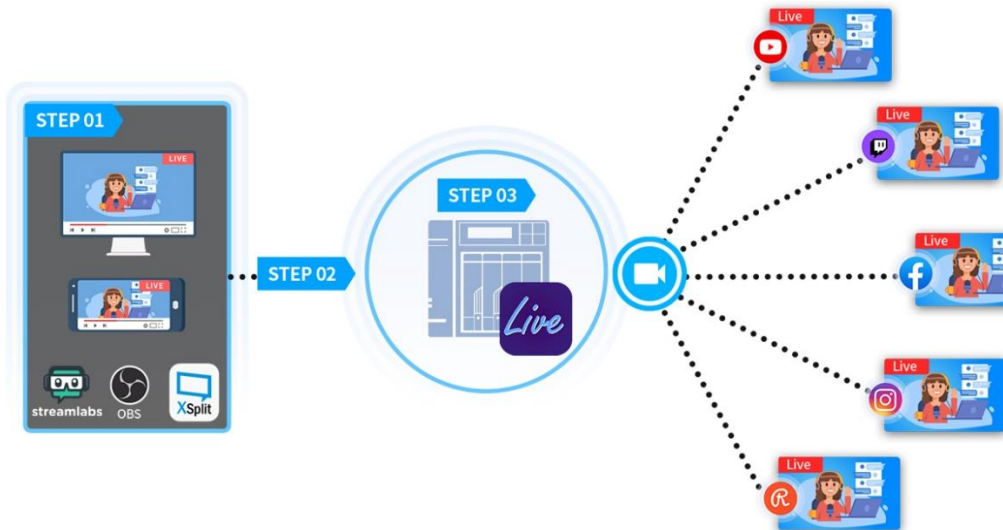 STEP 01
LIVE
LIVE
streamlabs
OBS
XSplit
STEP 02
STEP 03
Live
Live
Live
Live
Live
Live